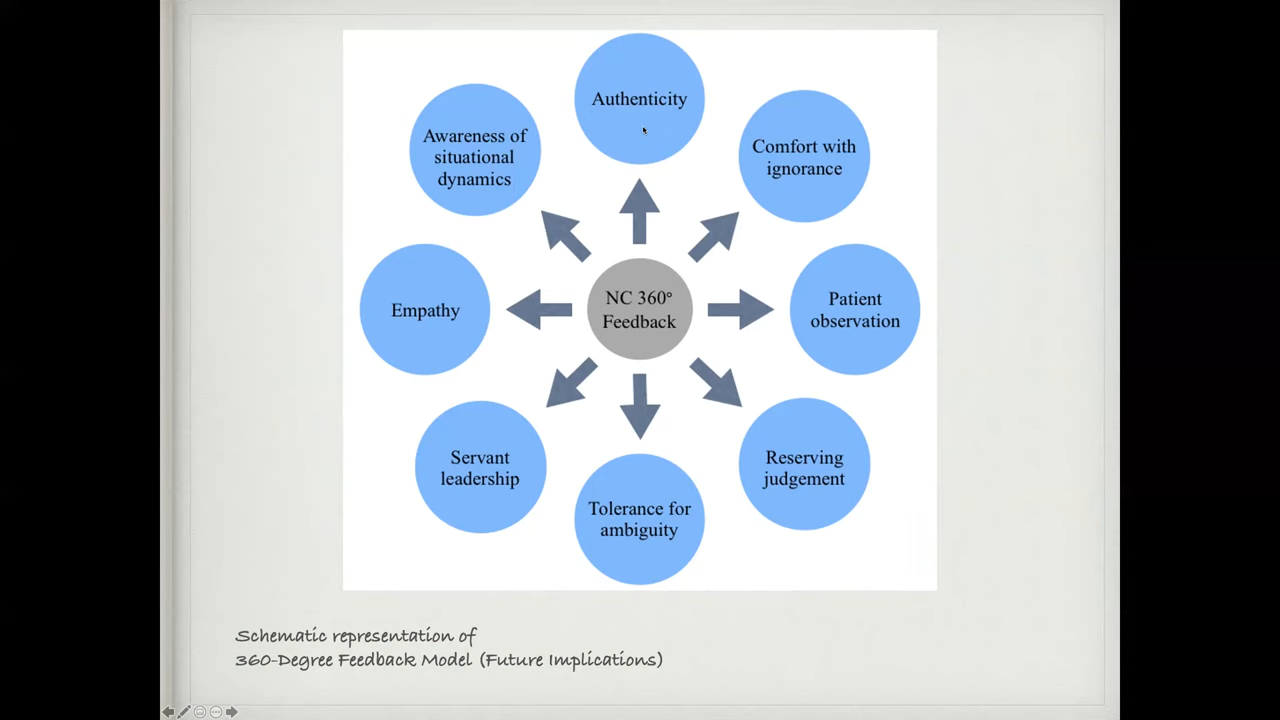 Authenticity
Awareness of
situational
dynamics
Comfort with
ignorance
Empathy
NC 360°
Feedback
Patient
observation
Servant
leadership
Tolerance for
ambiguity
Reserving
judgement
Schematic representation of
360-Degree Feedback Model (Future Implications)